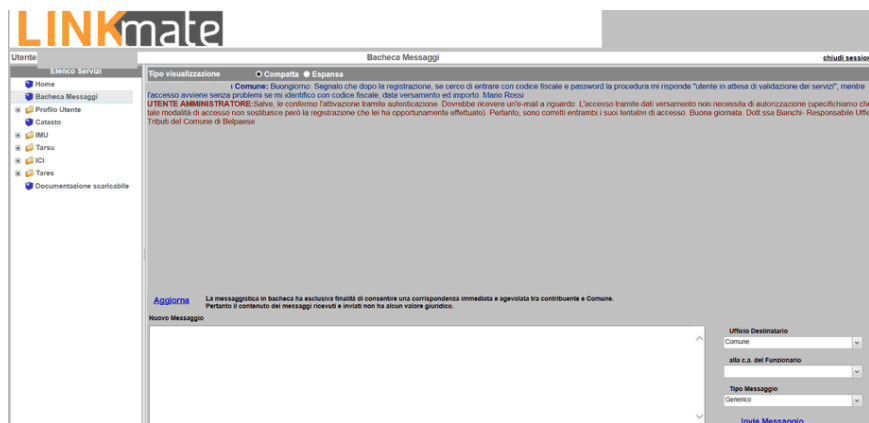 LINKmate
Utente
Bacheca Messaggi
chiudi session
Elenco Servizi
Home
Bacheca Messaggi
Profilo Utente
Catasto
IMU
Tarsu
ICI
Tares
Documentazione scaricabile
Tipo visualizzazione Compatta Espansa
Comune: Buongiorno. Segnalo che dopo la registrazione, se cerco di entrare con codice fiscale e password la procedura mi risponde "utente in attesa di validazione dei servizi", mentre
l'accesso avviene senza problemi se mi identifico con codice fiscale, data versamento ed importo. Mario Rossi
UTENTE AMMINISTRATORE:Salve, le confermo l'attivazione tramite autenticazione. Dovrebbe ricevere un'e-mail a riguardo. L'accesso tramite dati versamento non necessita di autorizzazione (specifichiamo che
tale modalità di accesso non sostituisce però la registrazione che lei ha opportunamente effettuato). Pertanto, sono corretti entrambi i suoi tentativi di accesso. Buona giornata. Dott.ssa Bianchi- Responsabile Uffic
Tributi del Comune di Belpaese
Aggiorna
La messaggistica in bacheca ha esclusiva finalità di consentire una corrispondenza immediata e agevolata tra contribuente e Comune.
Pertanto il contenuto dei messaggi ricevuti e inviati non ha alcun valore giuridico.
Nuovo Messaggio
Ufficio Destinatario
Comune
alla c.a. del Funzionario
Tipo Messaggio
Generico
Invia Messaggio